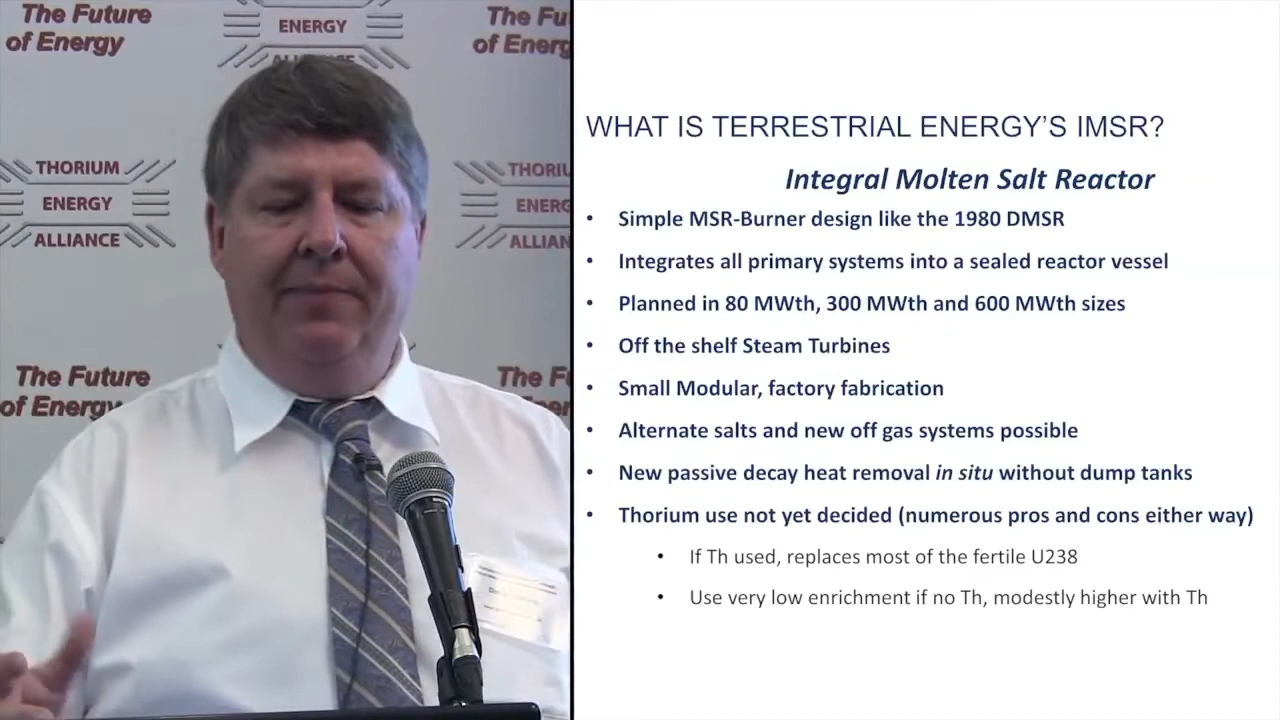 The Future
of Energy
ENERGY
ALLIANCE
The Fu
of Energ
THORIUM
ENERGY
ALLIANCE
THORIU
ENERG
ALLIAN
The Future
of Energy
The F
ener
WHAT IS TERRESTRIAL ENERGY’S IMSR?
Integral Molten Salt Reactor
• Simple MSR-Burner design like the 1980 DMSR
• Integrates all primary systems into a sealed reactor vessel
• Planned in 80 MWth, 300 MWth and 600 MWth sizes
• Off the shelf Steam Turbines
• Small Modular, factory fabrication
• Alternate salts and new off gas systems possible
• New passive decay heat removal in situ without dump tanks
• Thorium use not yet decided (numerous pros and cons either way)
• If Th used, replaces most of the fertile U238
• Use very low enrichment if no Th, modestly higher with Th